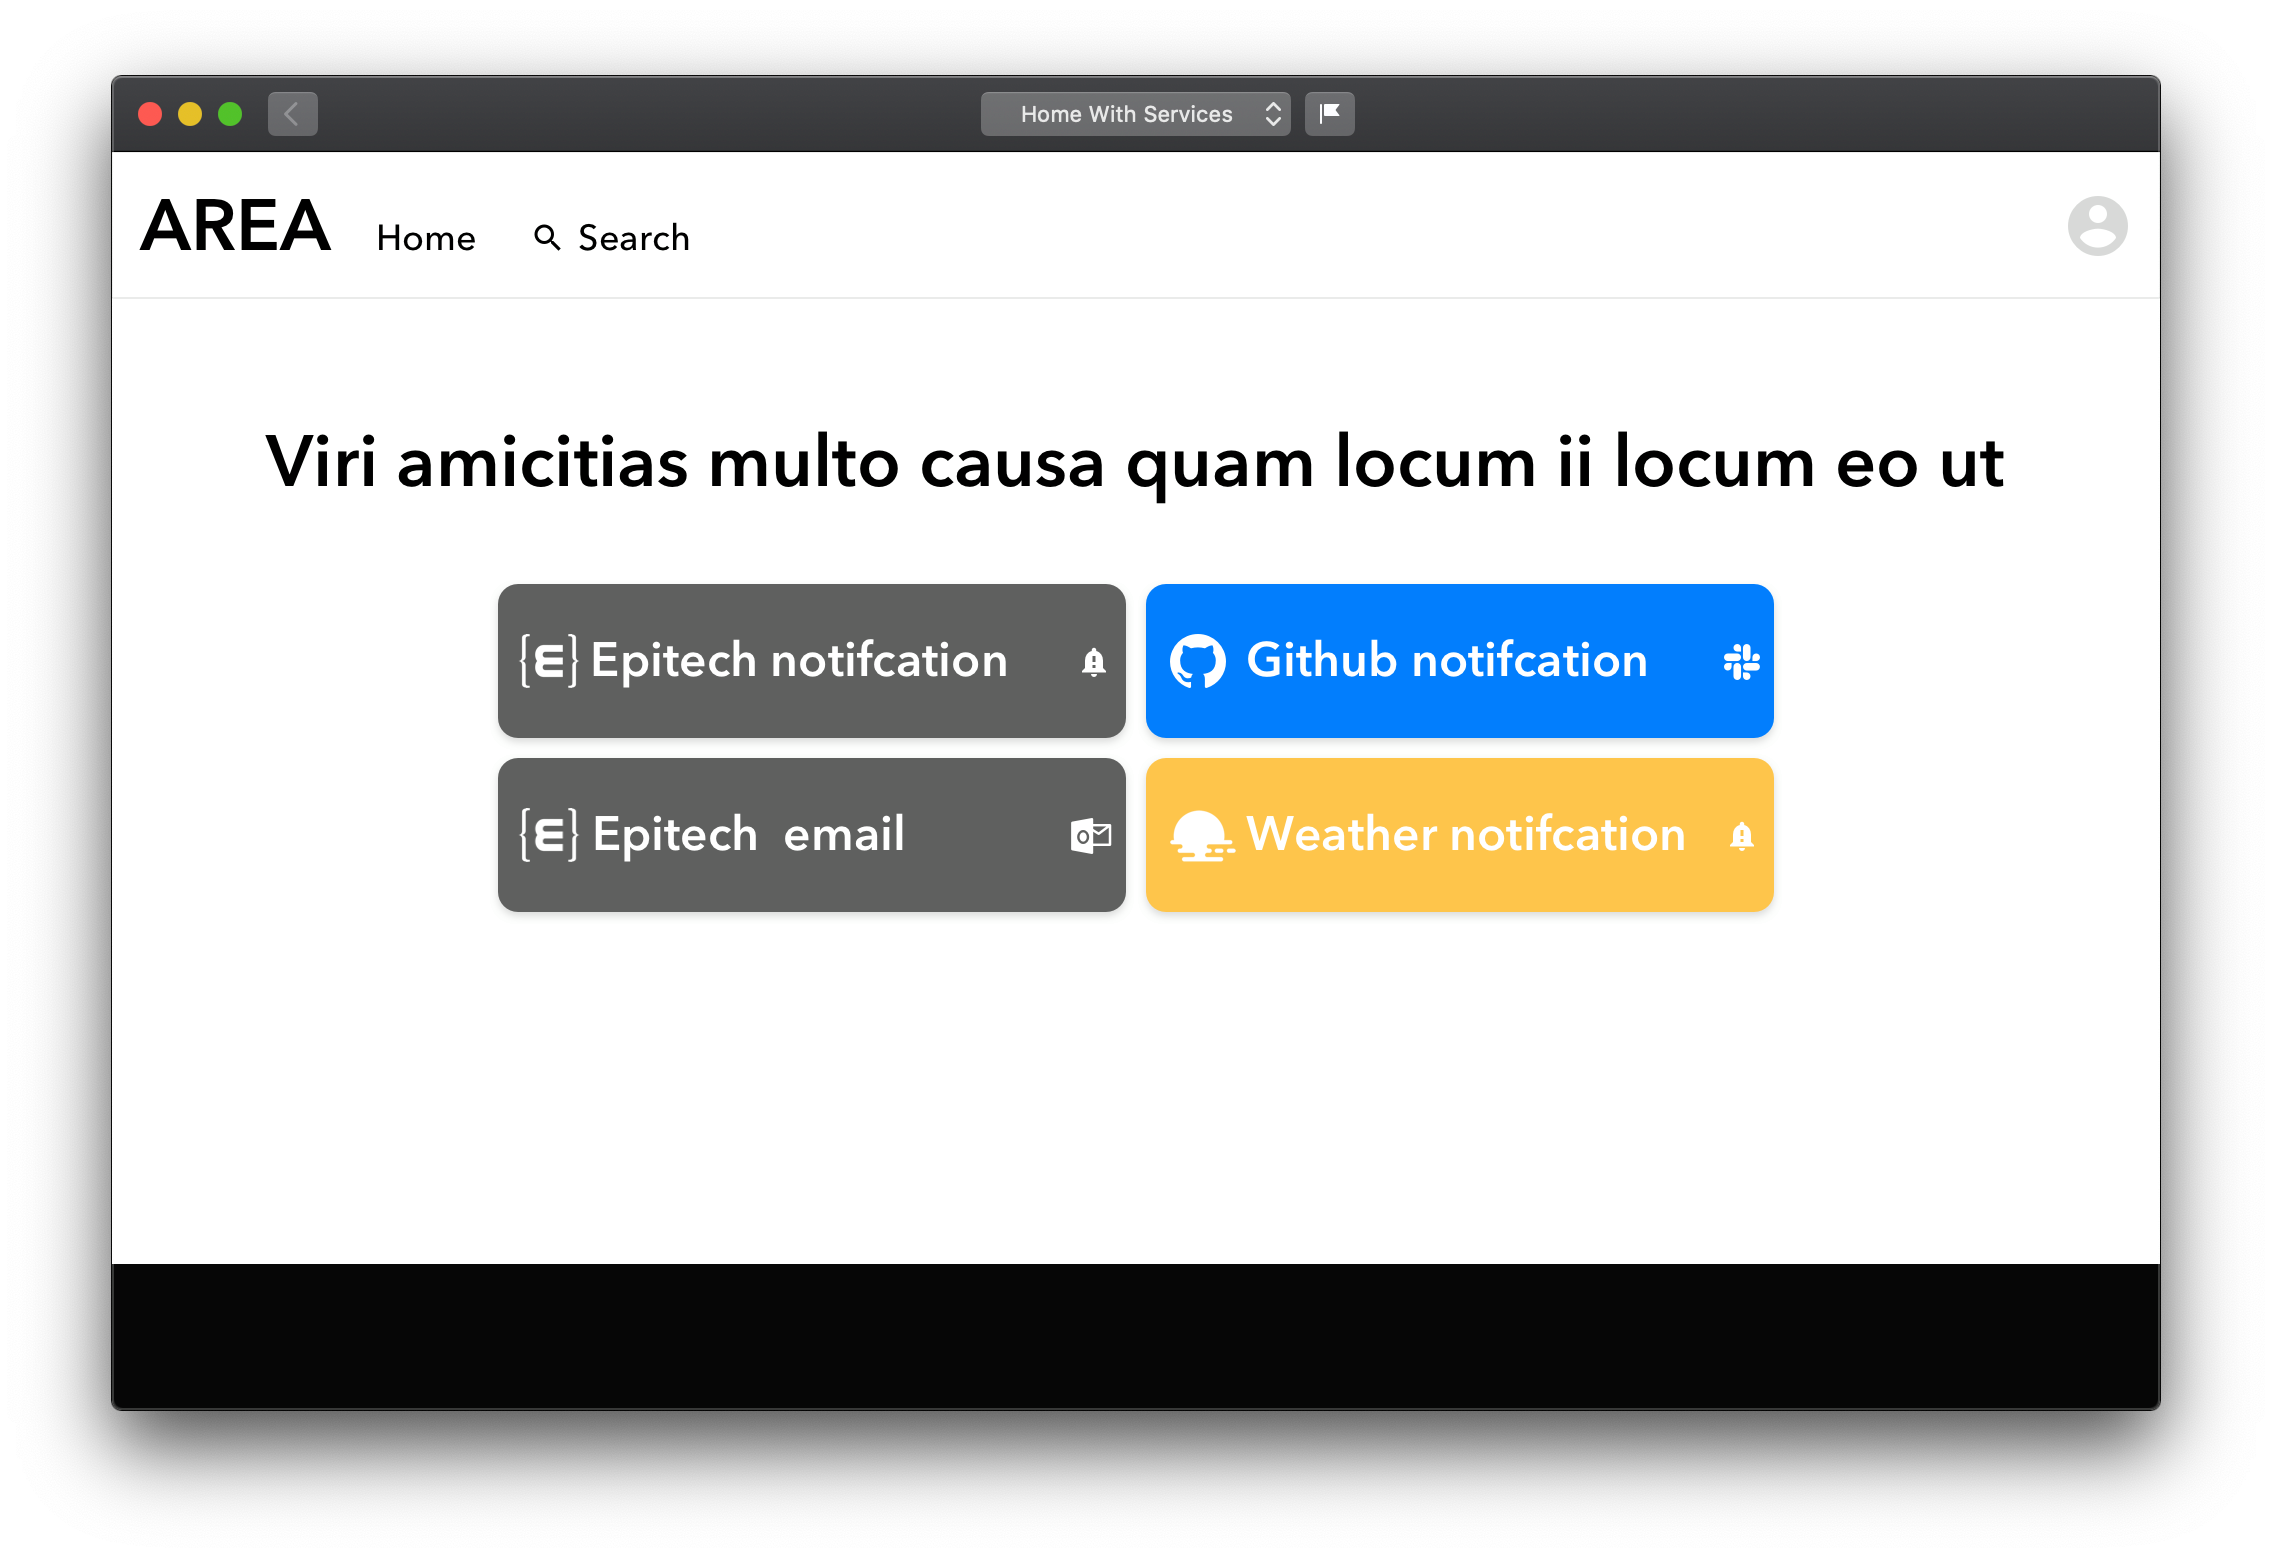 Home With Services
AREA Home Search
Viri amicitias multo causa quam locum ii locum eo ut
Epitech notifcation
Github notifcation
Epitech  email
Weather notifcation